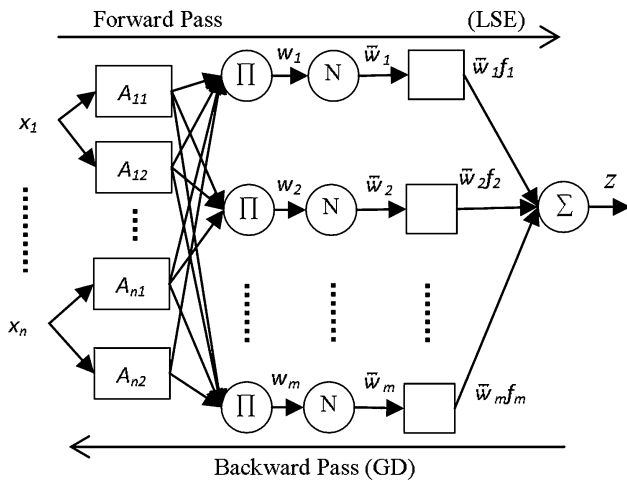 Forward Pass (LSE)
∏ w1 N w̄1 w̄1f1
A11
x1
A12
∏ w2 N w̄2 w̄2f2
Σ Z
An1
xn
An2
∏ wm N w̄m w̄mfm
Backward Pass (GD)